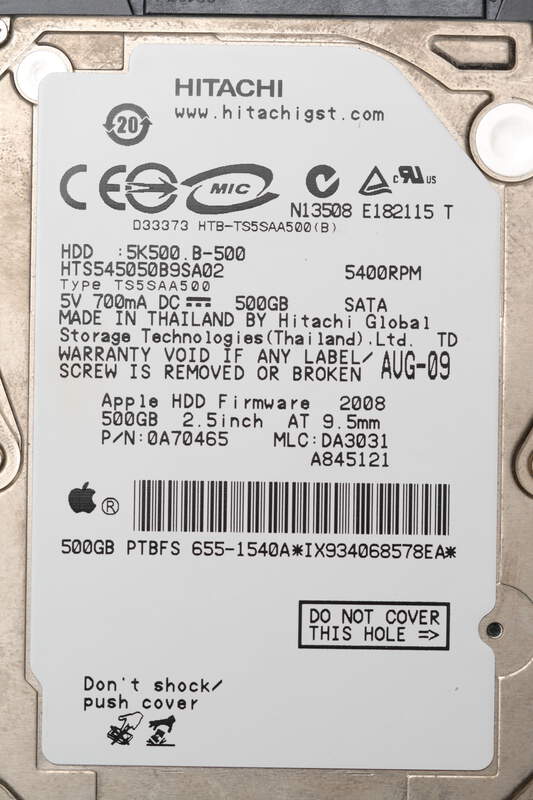 HITACHI
www.hitachigst.com
20
CE MIC c UL us
N13508 E182115 T
D33373 HTB-TS5SAA500(B)
HDD :5K500.B-500
HTS545050B9SA02 5400RPM
Type TS5SAA500
5V 700mA DC 500GB SATA
MADE IN THAILAND BY Hitachi Global
Storage Technologies(Thailand).Ltd. TD
WARRANTY VOID IF ANY LABEL/
SCREW IS REMOVED OR BROKEN AUG-09
Apple HDD Firmware 2008
500GB 2.5inch AT 9.5mm
P/N:0A70465 MLC:DA3031
A845121
®
500GB PTBFS 655-1540A*IX934068578EA*
DO NOT COVER
THIS HOLE =>
Don't shock/
push cover